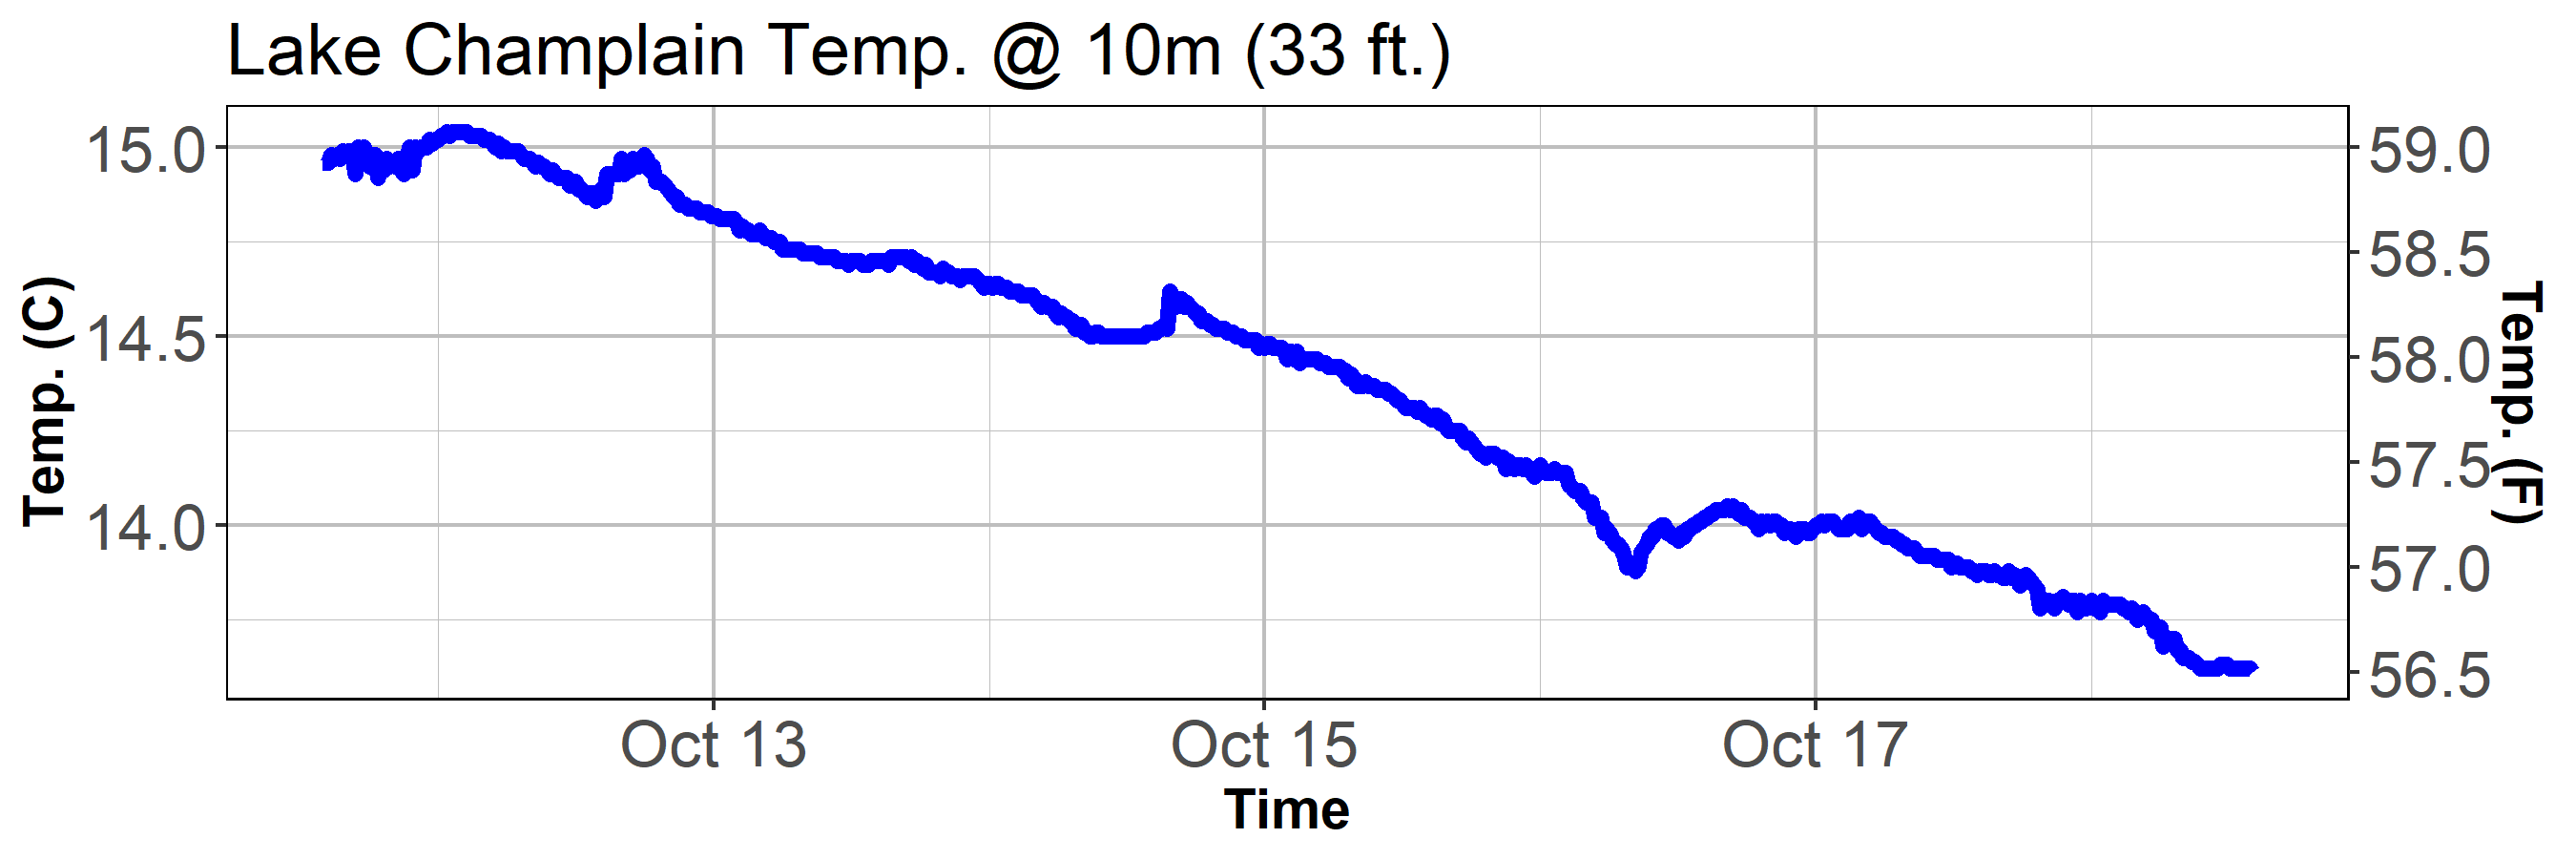 Lake Champlain Temp. @ 10m (33 ft.)
15.0
14.5
14.0
Temp. (C)
59.0
58.5
58.0
57.5
57.0
56.5
Temp. (F)
Oct 13 Oct 15 Oct 17
Time